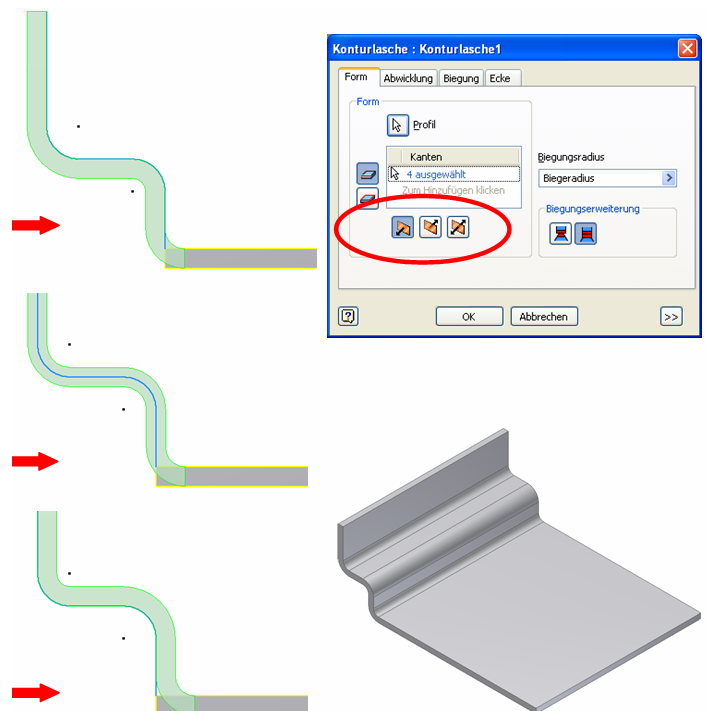 Konturlasche : Konturlasche1
Form Abwicklung Biegung Ecke
Form
Profil
Kanten
4 ausgewählt
Zum Hinzufügen klicken
Biegungsradius
Biegeradius
Biegungserweiterung
OK Abbrechen >>